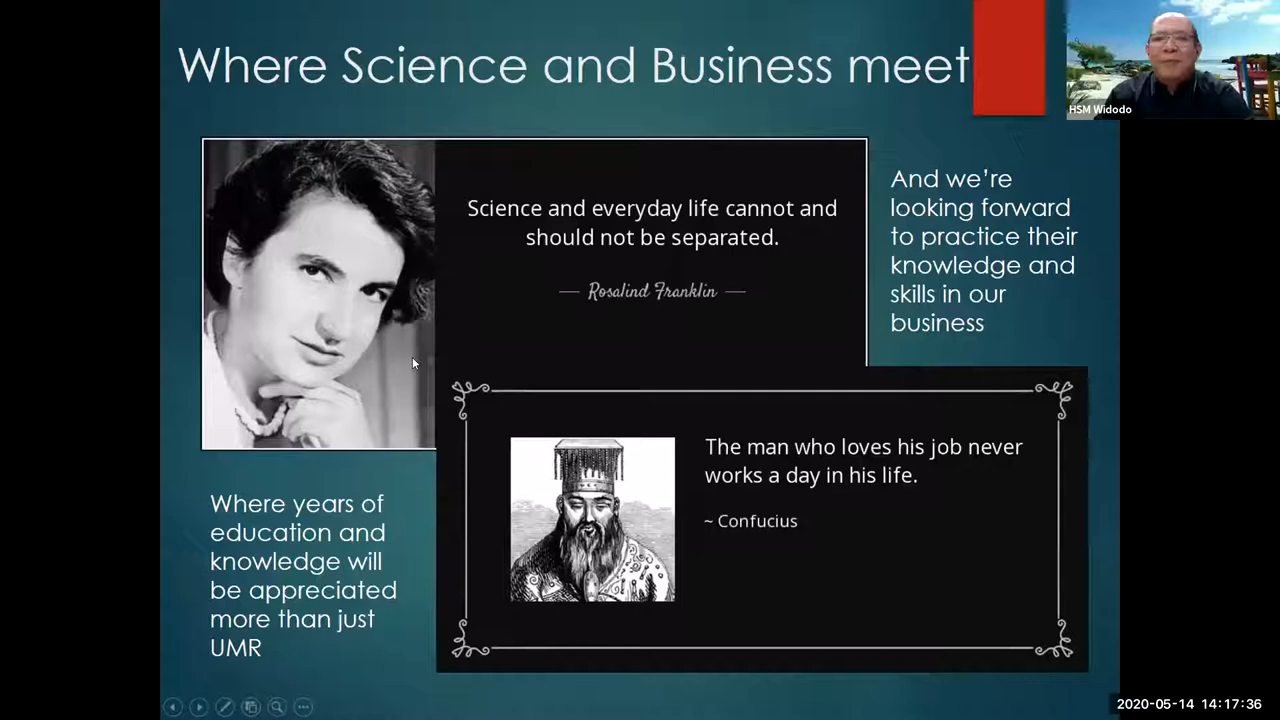 Where Science and Business meet
HSM Widodo
Science and everyday life cannot and
should not be separated.
— Rosalind Franklin —
And we're
looking forward
to practice their
knowledge and
skills in our
business
The man who loves his job never
works a day in his life.
~ Confucius
Where years of
education and
knowledge will
be appreciated
more than just
UMR
2020-05-14 14:17:36